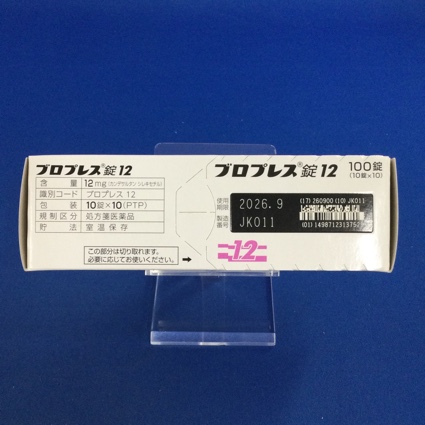 ブロプレス®錠12
含 量 12mg(カンデサルタン シレキセチル)
識別コード ブロプレス 12
包 装 10錠×10(PTP)
規制区分 処方箋医薬品
貯 法 室温保存
この部分は切り取れます。
必要に応じてお使いください。 →
ブロプレス®錠12 100錠
(10錠×10)
使用期限 2026.9
製造番号 JK011
(17) 260900 (10) JK011
12